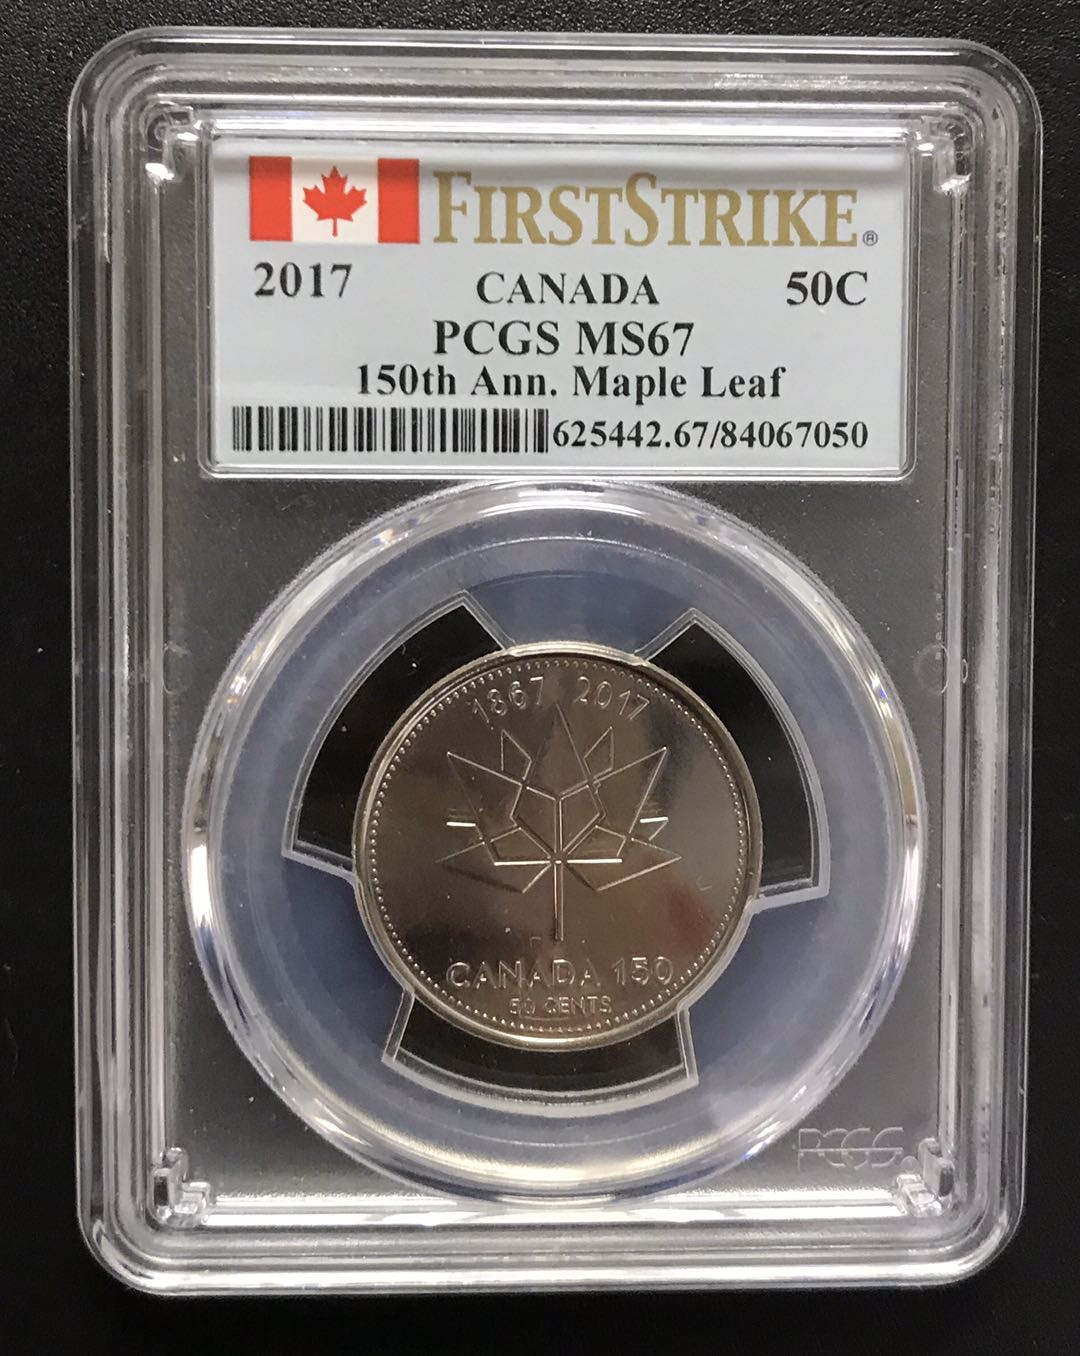 FIRSTSTRIKE®
2017 CANADA 50C
PCGS MS67
150th Ann. Maple Leaf
625442.67/84067050
1867 2017
CANADA 150
50 CENTS
PCGS